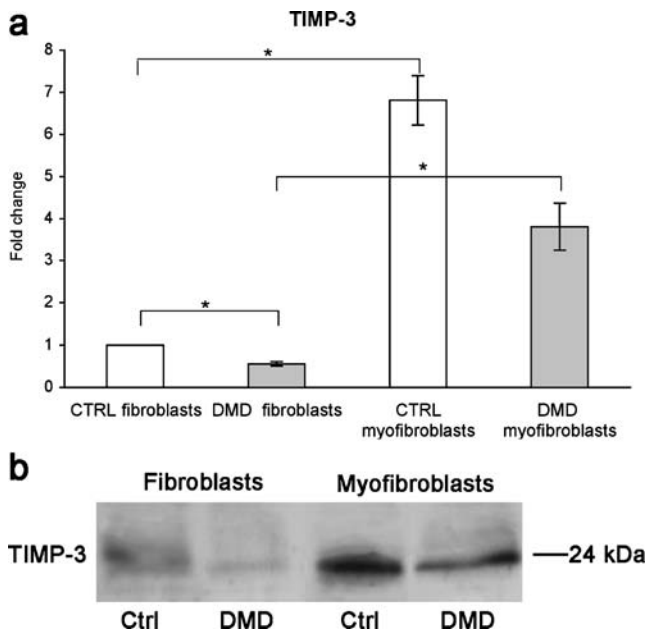 a
TIMP-3
Fold change
8
7
6
5
4
3
2
1
0
*
*
*
CTRL fibroblasts DMD fibroblasts CTRL myofibroblasts DMD myofibroblasts
b
Fibroblasts Myofibroblasts
TIMP-3
24 kDa
Ctrl DMD Ctrl DMD